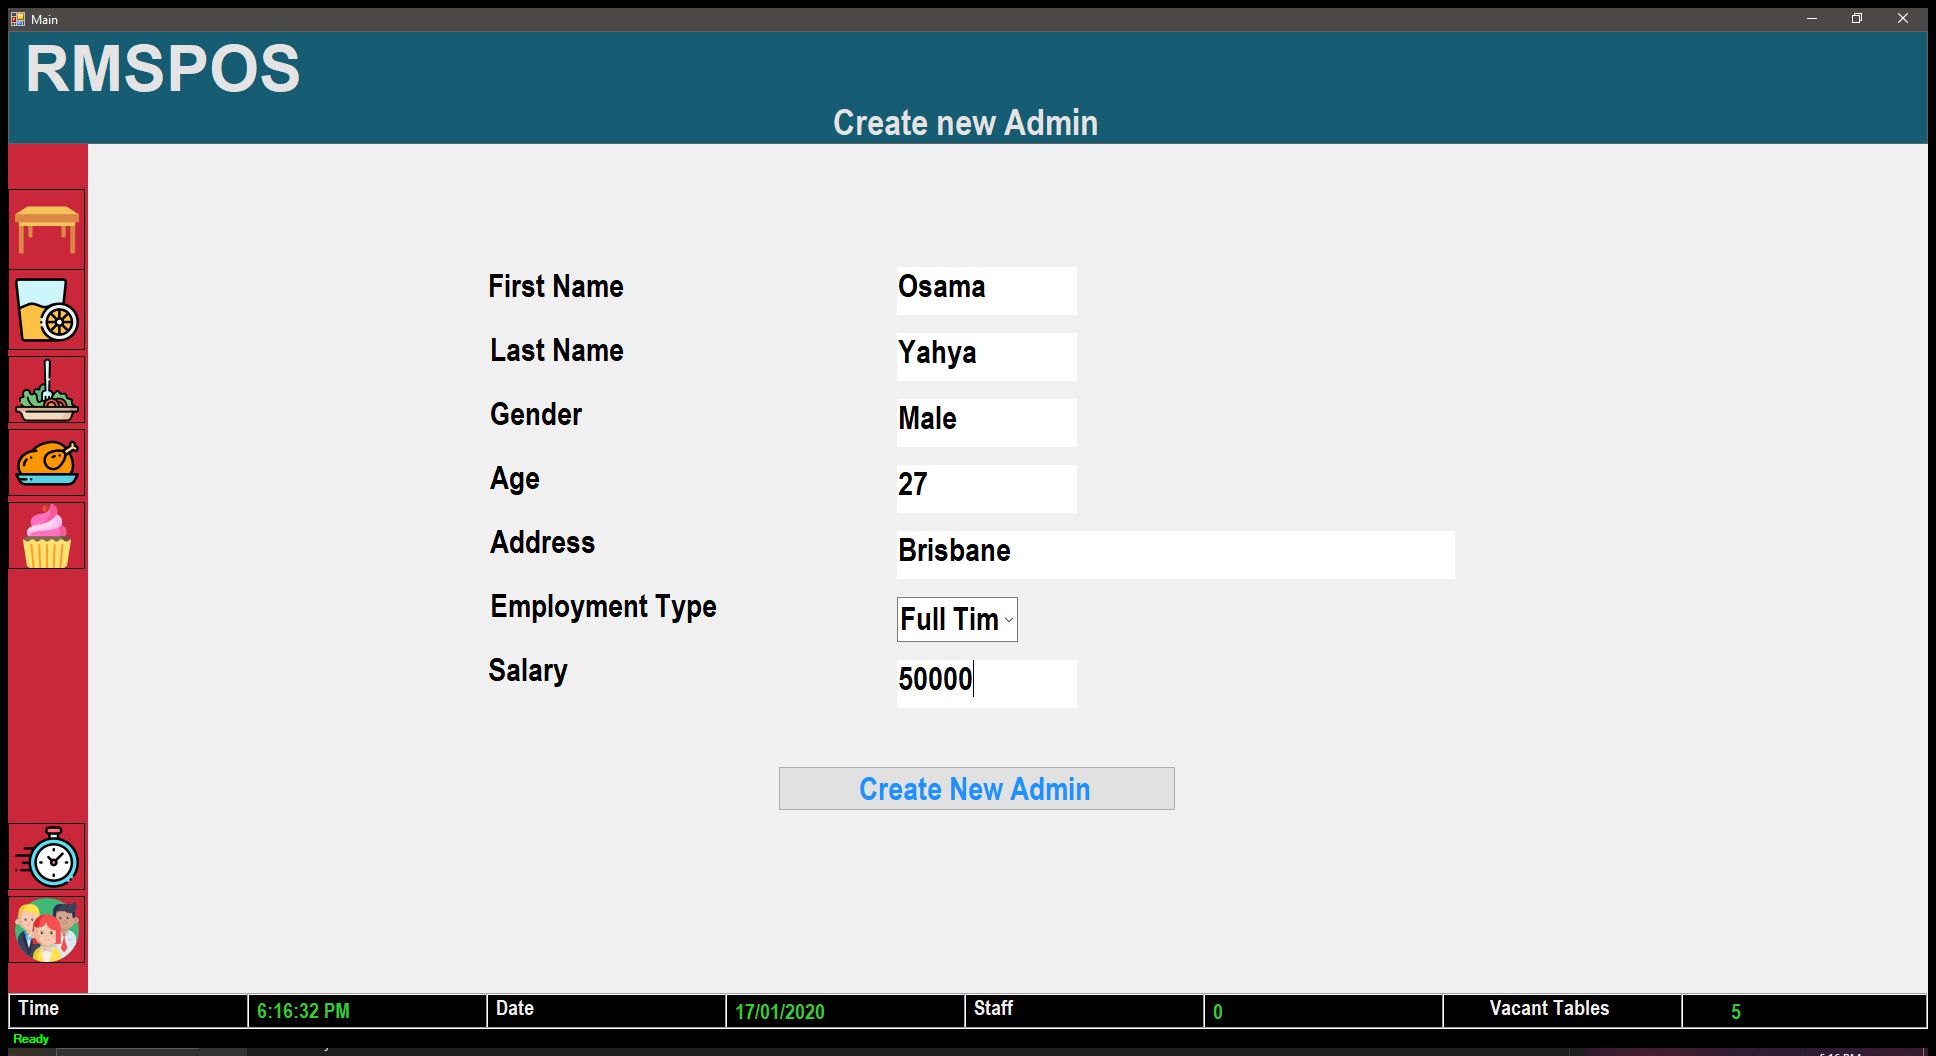 Main
RMSPOS
Create new Admin
First Name Osama
Last Name Yahya
Gender Male
Age 27
Address Brisbane
Employment Type Full Tim
Salary 50000
Create New Admin
Time 6:16:32 PM Date 17/01/2020 Staff 0 Vacant Tables 5
Ready